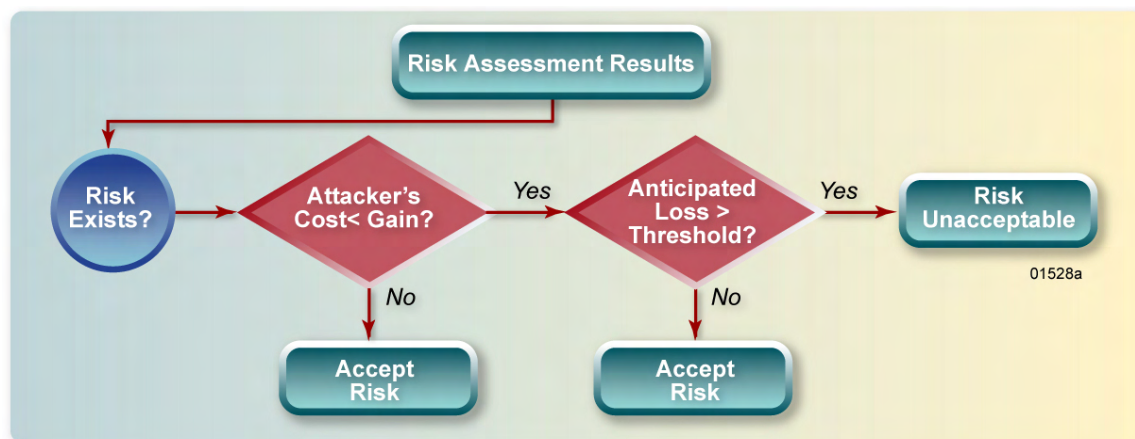 Risk Assessment Results
Risk
Exists?
Attacker's
Cost< Gain?
Yes
Anticipated
Loss >
Threshold?
Yes
Risk
Unacceptable
01528a
No
No
Accept
Risk
Accept
Risk